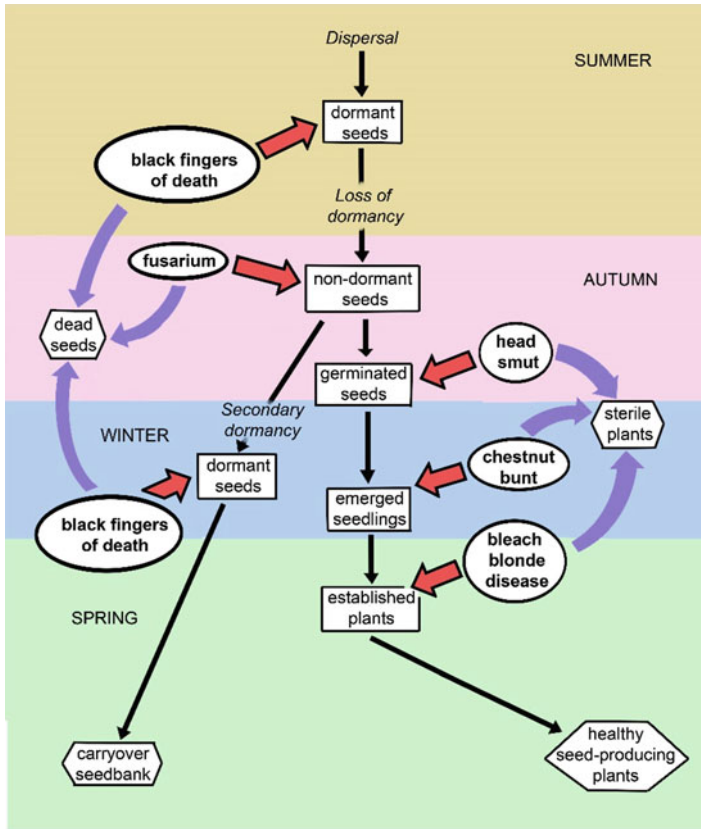 Dispersal
SUMMER
dormant
seeds
black fingers
of death
Loss of
dormancy
fusarium
non-dormant
seeds
AUTUMN
dead
seeds
head
smut
germinated
seeds
Secondary
dormancy
WINTER
sterile
plants
dormant
seeds
chestnut
bunt
emerged
seedlings
black fingers
of death
bleach
blonde
disease
established
plants
SPRING
carryover
seedbank
healthy
seed-producing
plants